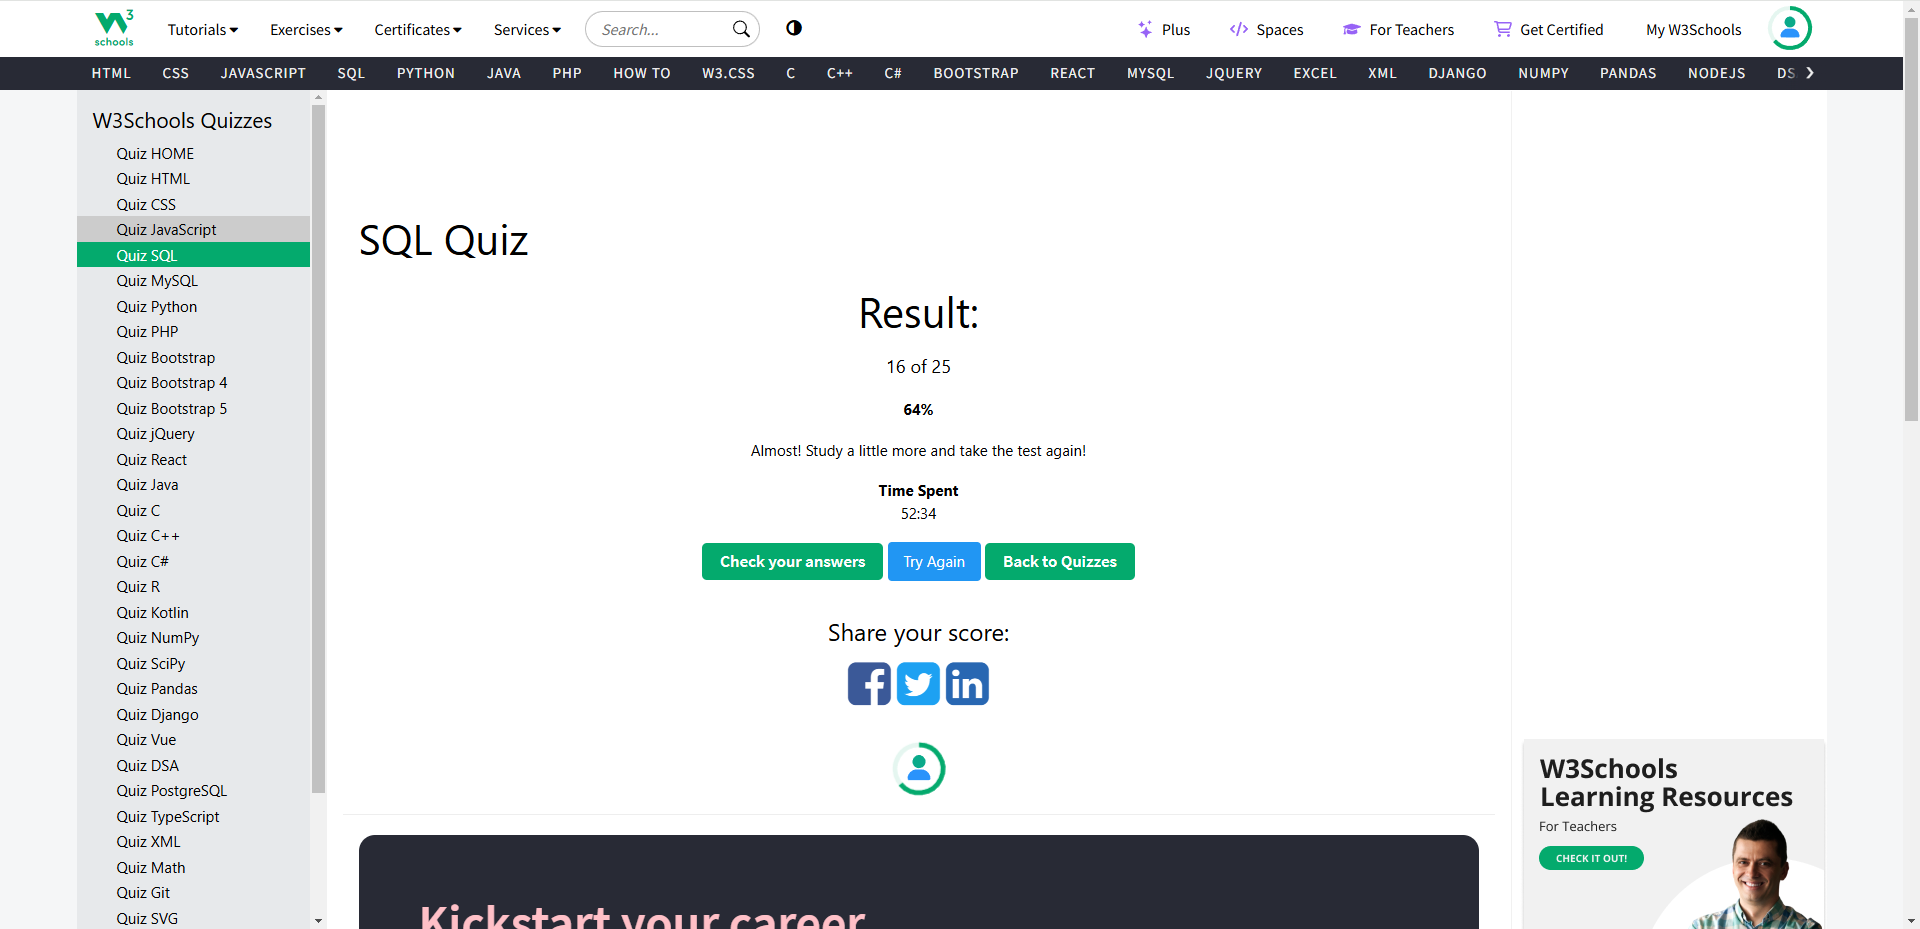 3
schools
Tutorials
Exercises
Certificates
Services
Search...
Plus
Spaces
For Teachers
Get Certified
My W3Schools
HTML
CSS
JAVASCRIPT
SQL
PYTHON
JAVA
PHP
HOW TO
W3.CSS
C
C++
C#
BOOTSTRAP
REACT
MYSQL
JQUERY
EXCEL
XML
DJANGO
NUMPY
PANDAS
NODEJS
DS
W3Schools Quizzes
Quiz HOME
Quiz HTML
Quiz CSS
Quiz JavaScript
Quiz SQL
Quiz MySQL
Quiz Python
Quiz PHP
Quiz Bootstrap
Quiz Bootstrap 4
Quiz Bootstrap 5
Quiz jQuery
Quiz React
Quiz Java
Quiz C
Quiz C++
Quiz C#
Quiz R
Quiz Kotlin
Quiz NumPy
Quiz SciPy
Quiz Pandas
Quiz Django
Quiz Vue
Quiz DSA
Quiz PostgreSQL
Quiz TypeScript
Quiz XML
Quiz Math
Quiz Git
Quiz SVG
SQL Quiz
Result:
16 of 25
64%
Almost! Study a little more and take the test again!
Time Spent
52:34
Check your answers
Try Again
Back to Quizzes
Share your score:
Kickstart your career
W3Schools
Learning Resources
For Teachers
CHECK IT OUT!